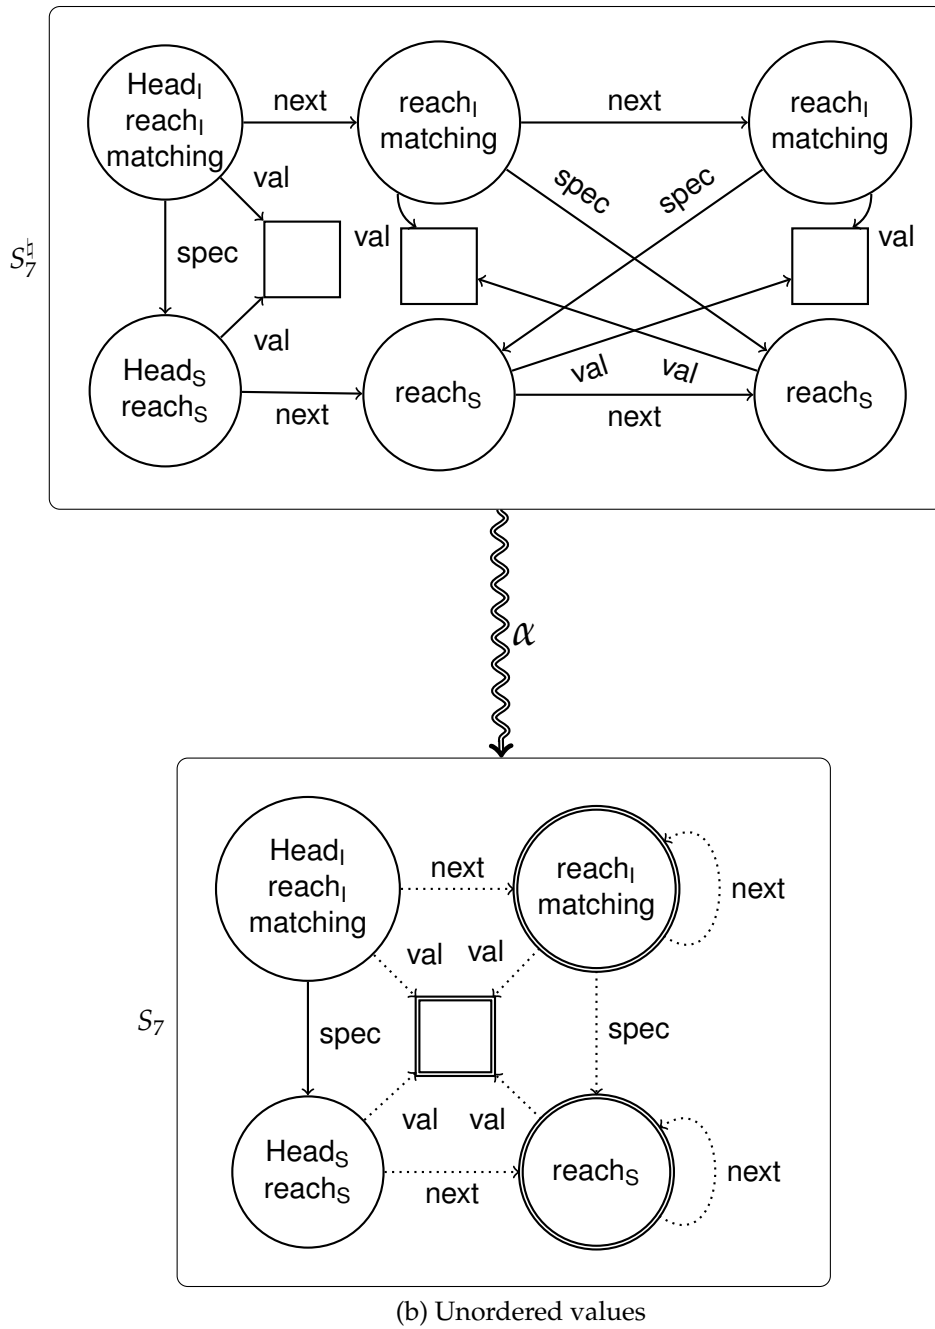 Head_I
reach_I
matching
next
reach_I
matching
next
reach_I
matching
val
spec
spec
val
val
spec
S_7^♮
val
Head_S
reach_S
next
reach_S
val
val
next
reach_S
α
Head_I
reach_I
matching
next
reach_I
matching
next
val
val
S_7
spec
spec
val
val
Head_S
reach_S
next
reach_S
next
(b) Unordered values